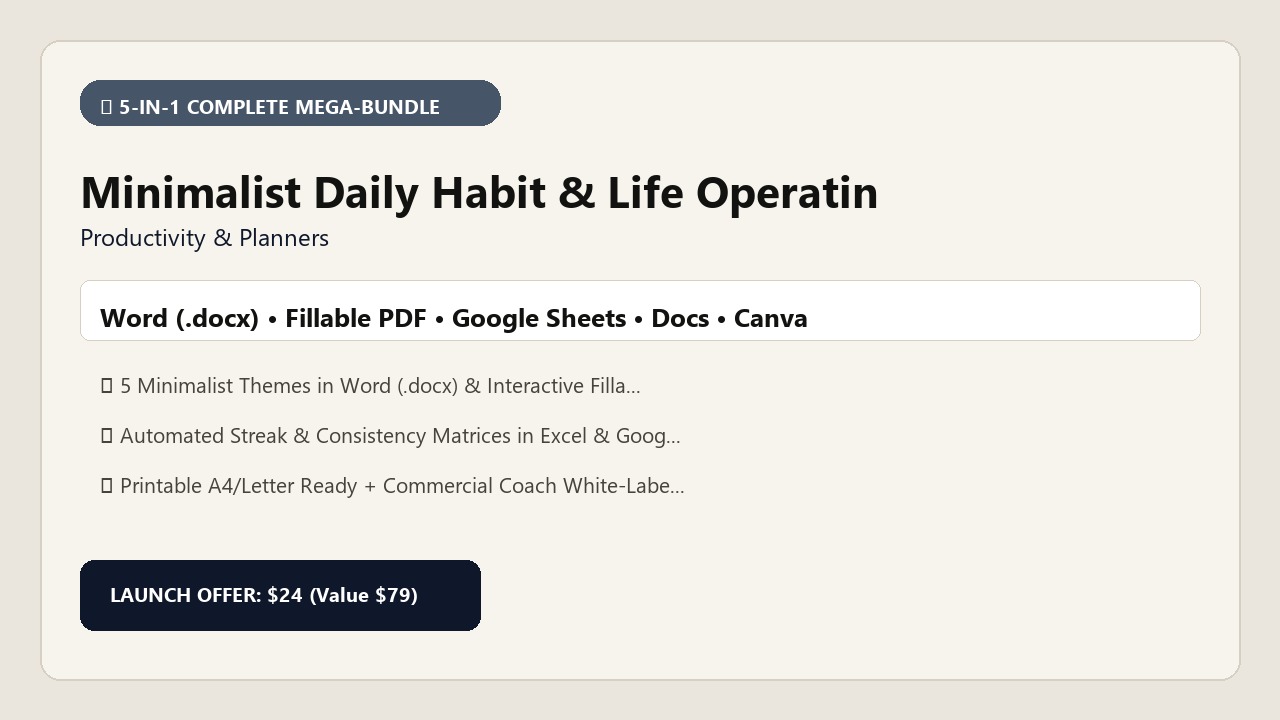 5-IN-1 COMPLETE MEGA-BUNDLE
Minimalist Daily Habit & Life Operatin
Productivity & Planners
Word (.docx) • Fillable PDF • Google Sheets • Docs • Canva
5 Minimalist Themes in Word (.docx) & Interactive Filla...
Automated Streak & Consistency Matrices in Excel & Goog...
Printable A4/Letter Ready + Commercial Coach White-Labe...
LAUNCH OFFER: $24 (Value $79)